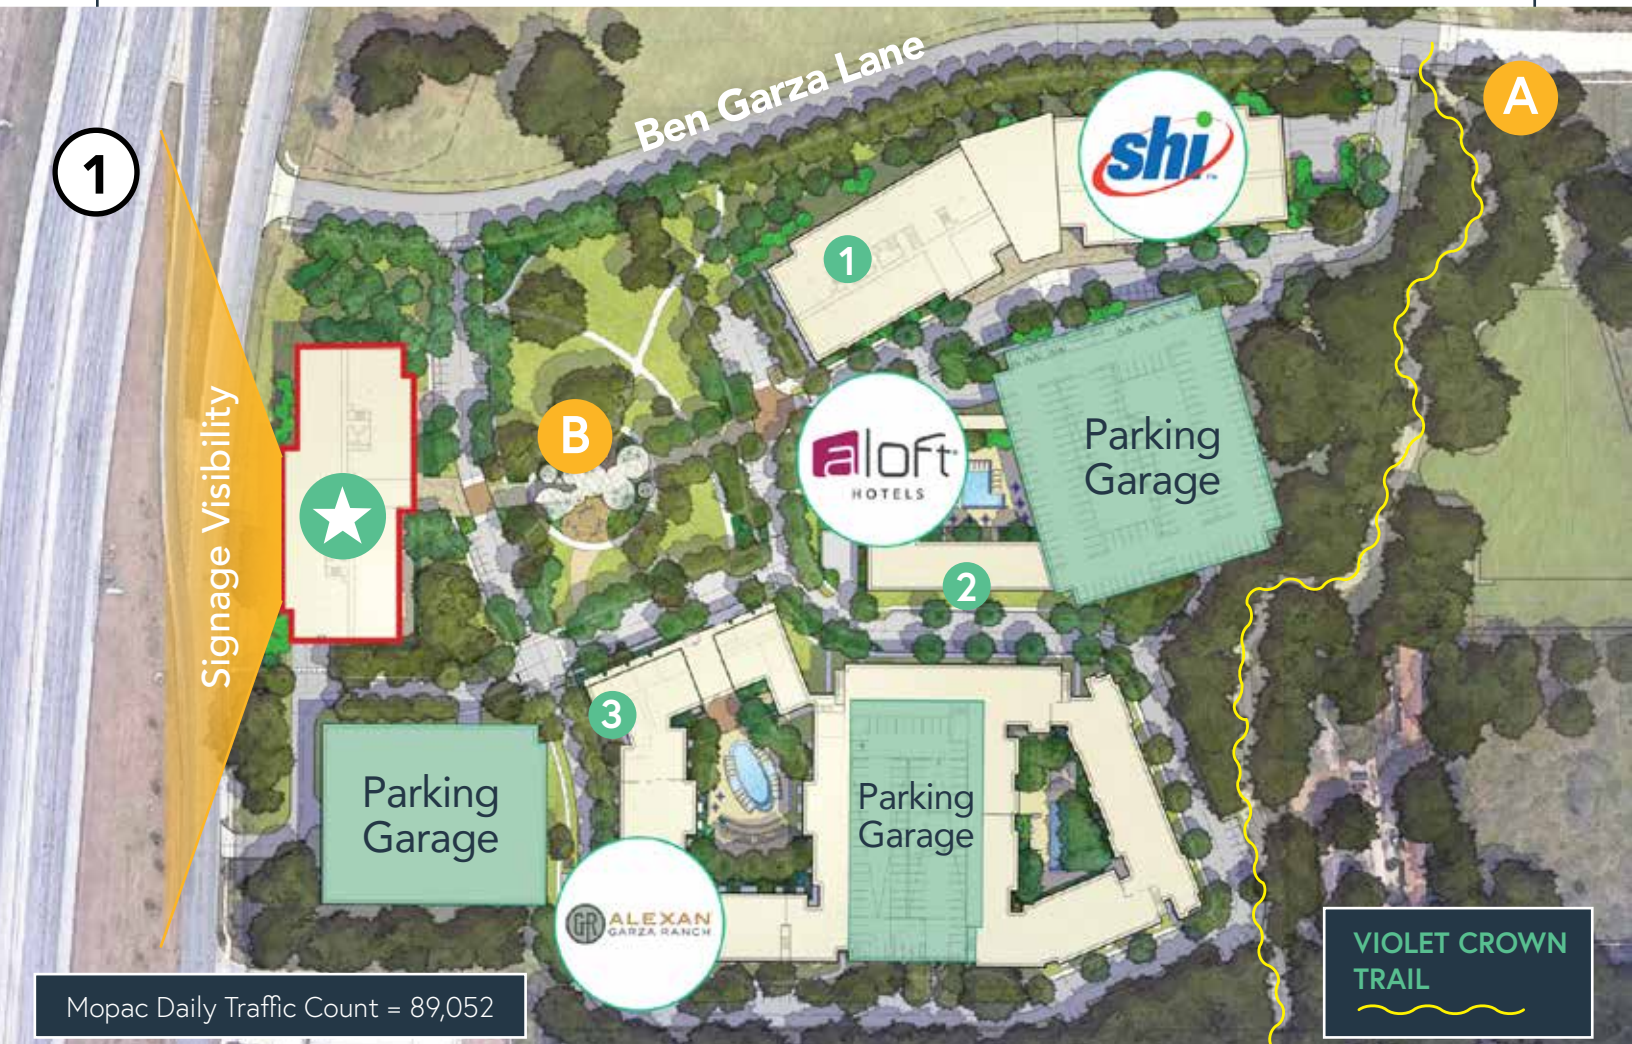 Ben Garza Lane
A
1
shi
1
Signage Visibility
B
aloft
HOTELS
Parking
Garage
2
3
Parking
Garage
Parking
Garage
GR ALEXAN
GARZA RANCH
VIOLET CROWN
TRAIL
Mopac Daily Traffic Count = 89,052